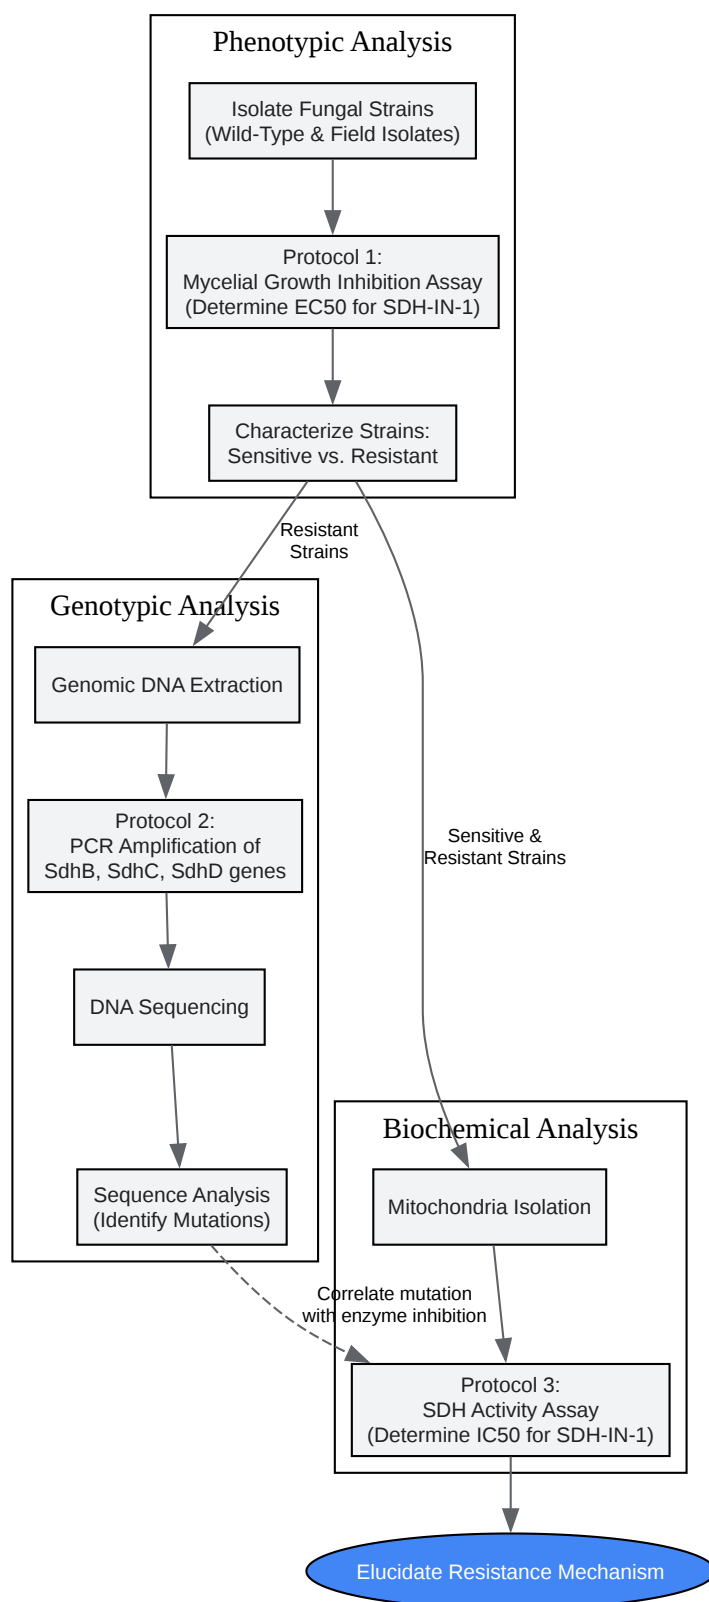 Phenotypic Analysis
Isolate Fungal Strains
(Wild-Type & Field Isolates)
Protocol 1:
Mycelial Growth Inhibition Assay
(Determine EC50 for SDH-IN-1)
Characterize Strains:
Sensitive vs. Resistant
Resistant
Strains
Genotypic Analysis
Genomic DNA Extraction
Protocol 2:
PCR Amplification of
SdhB, SdhC, SdhD genes
Sensitive &
Resistant Strains
DNA Sequencing
Sequence Analysis
(Identify Mutations)
Biochemical Analysis
Mitochondria Isolation
Correlate mutation
with enzyme inhibition
Protocol 3:
SDH Activity Assay
(Determine IC50 for SDH-IN-1)
Elucidate Resistance Mechanism